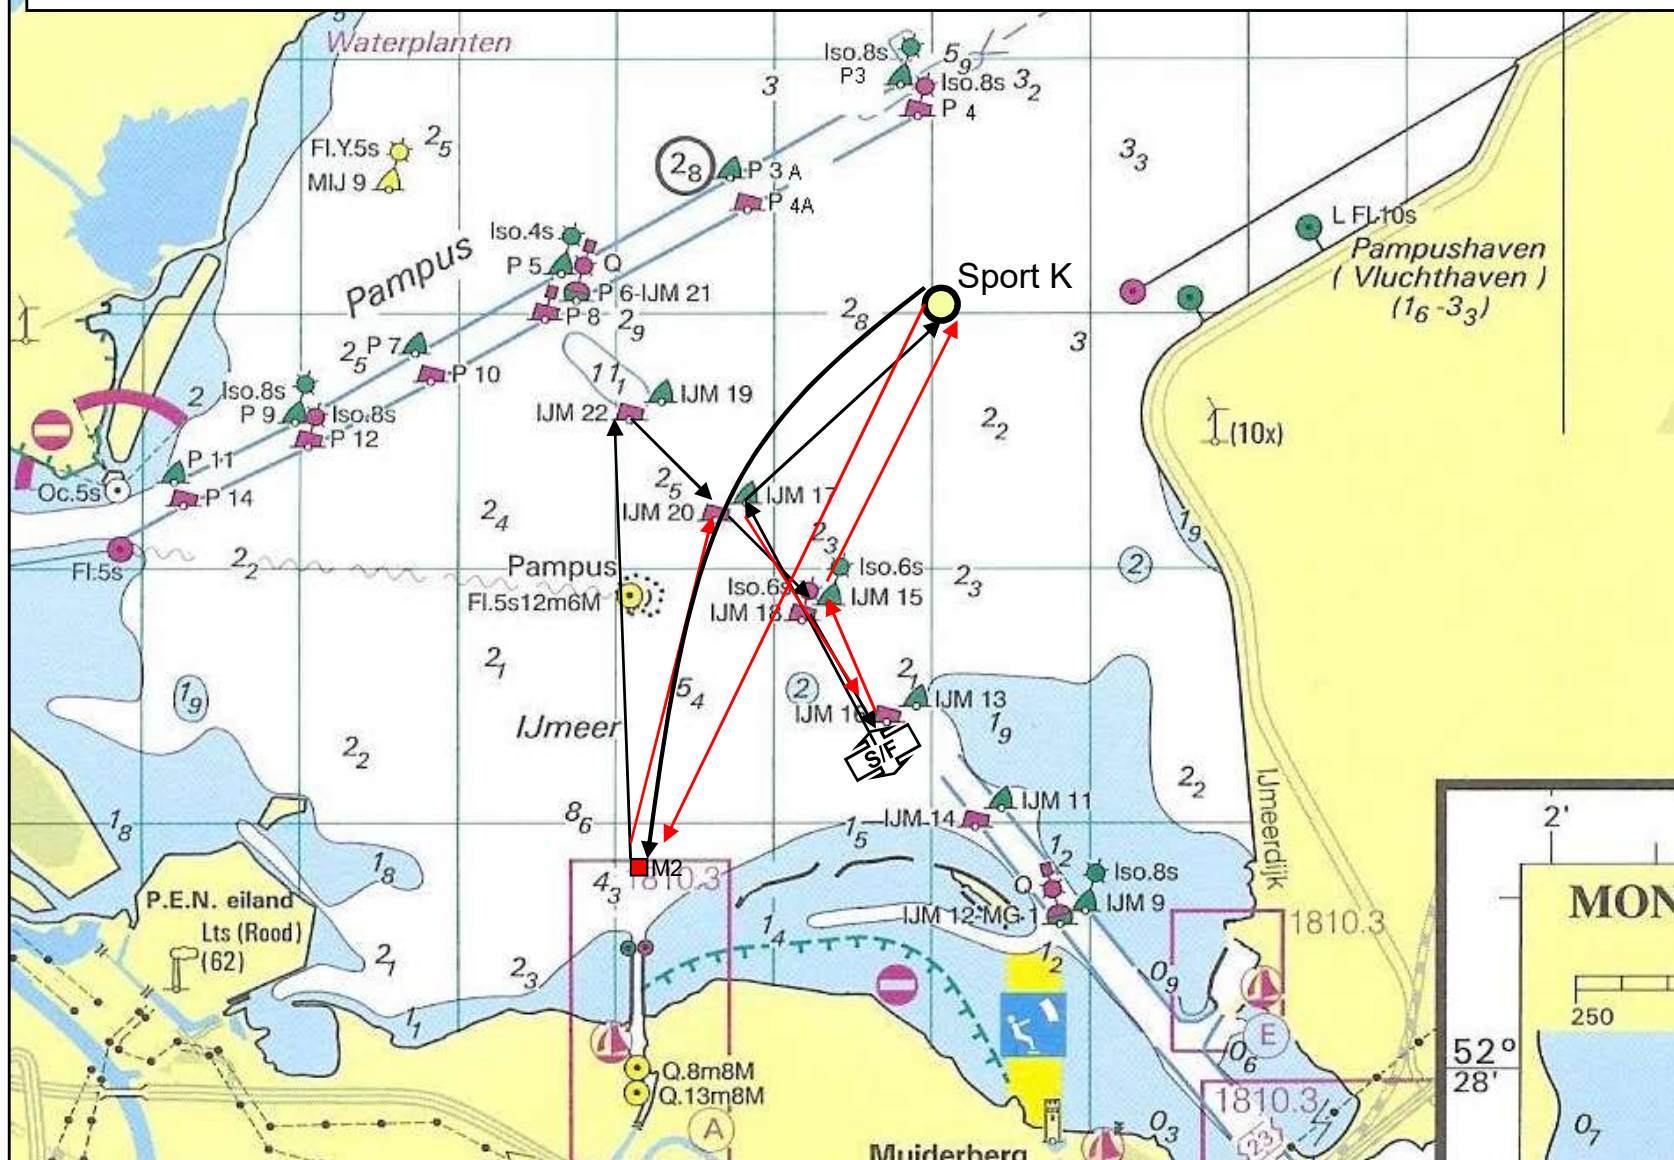 5
Waterplanten
Iso.8s
5 9
P3
Iso.8s
3 2
P 4
3
Fl.Y.5s
2 5
MIJ 9
2 8
P 3 A
P 4A
3 3
L Fl.10s
Pampushaven
( Vluchthaven )
(1 6 -3 3)
Iso.4s
P 5
Q
P 6-IJM 21
P 8
2 9
Pampus
Sport K
2 8
3
2 5
P 7
P 10
11 1
IJM 19
IJM 22
2
Iso.8s
P 9
Iso.8s
P 12
2 2
(10x)
P 11
Oc.5s
P 14
2 5
IJM 17
IJM 20
2 4
2 3
1 9
Fl.5s
2 2
Pampus
Fl.5s12m6M
Iso.6s
Iso.6s
IJM 15
IJM 18
2 3
2
2 1
5 4
2
2 1
IJM 13
IJM 16
1 9
IJmeer
1 9
2 2
S/F
2 2
IJmeerdijk
IJM 11
IJM 14
1 8
8 6
1 5
2'
1 8
M2
1810.3
4 3
1 2
Iso.8s
Q
IJM 9
IJM 12-MG 1
P.E.N. eiland
Lts (Rood)
(62)
1810.3
MON
1 4
2 1
2 3
1 2
0 9
1 1
250
E
0 6
52°
28'
Q.8m8M
Q.13m8M
1810.3
A
0 3
23
0 7
Muiderberg